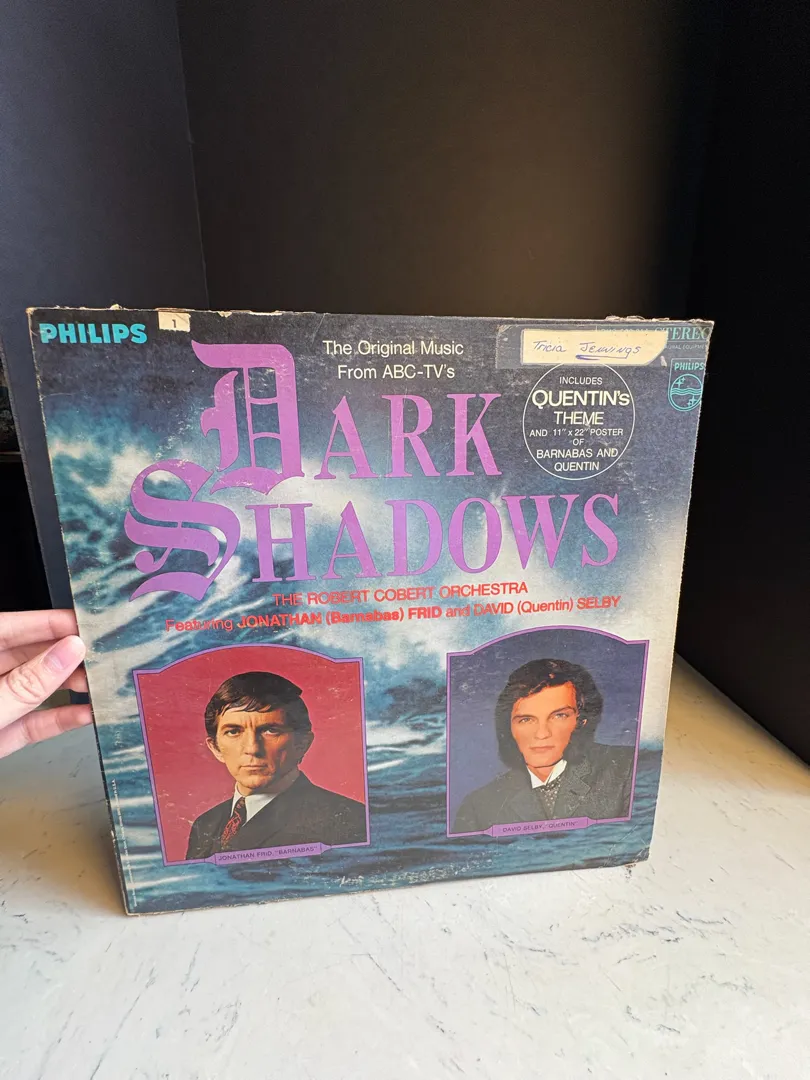 PHILIPS
1
The Original Music
From ABC-TV's
Tricia JENNINGS
STEREO
PHILIPS
INCLUDES
QUENTIN's
THEME
AND 11" x 22" POSTER
OF
BARNABAS AND
QUENTIN
DARK
SHADOWS
THE ROBERT COBERT ORCHESTRA
Featuring JONATHAN (Barnabas) FRID and DAVID (Quentin) SELBY
JONATHAN FRID, "BARNABAS"
DAVID SELBY, "QUENTIN"